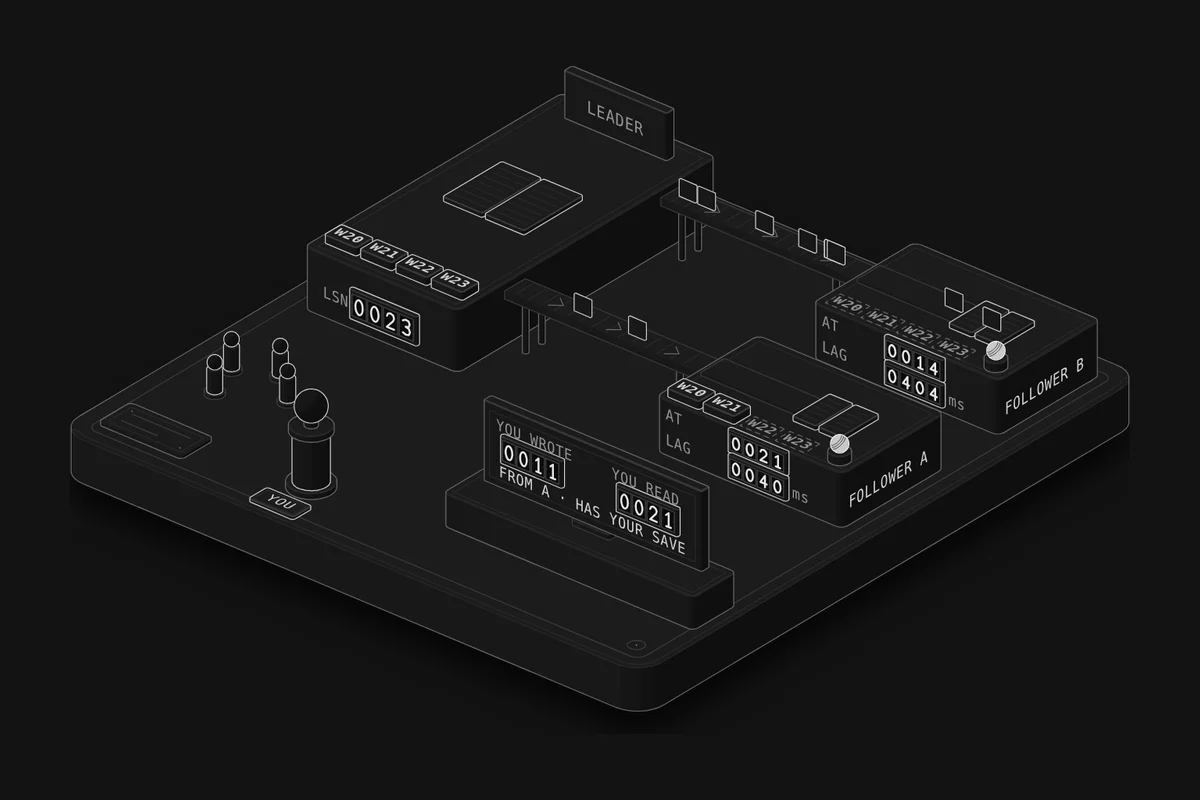 LEADER
W20 W21 W22 W23
LSN 0023
W20 W21 W22 W23
AT 0014
LAG 0404 ms
FOLLOWER B
W20 W21 W22 W23
AT 0021
LAG 0040 ms
FOLLOWER A
YOU WROTE 0011
YOU READ 0021
FROM A · HAS YOUR SAVE
YOU